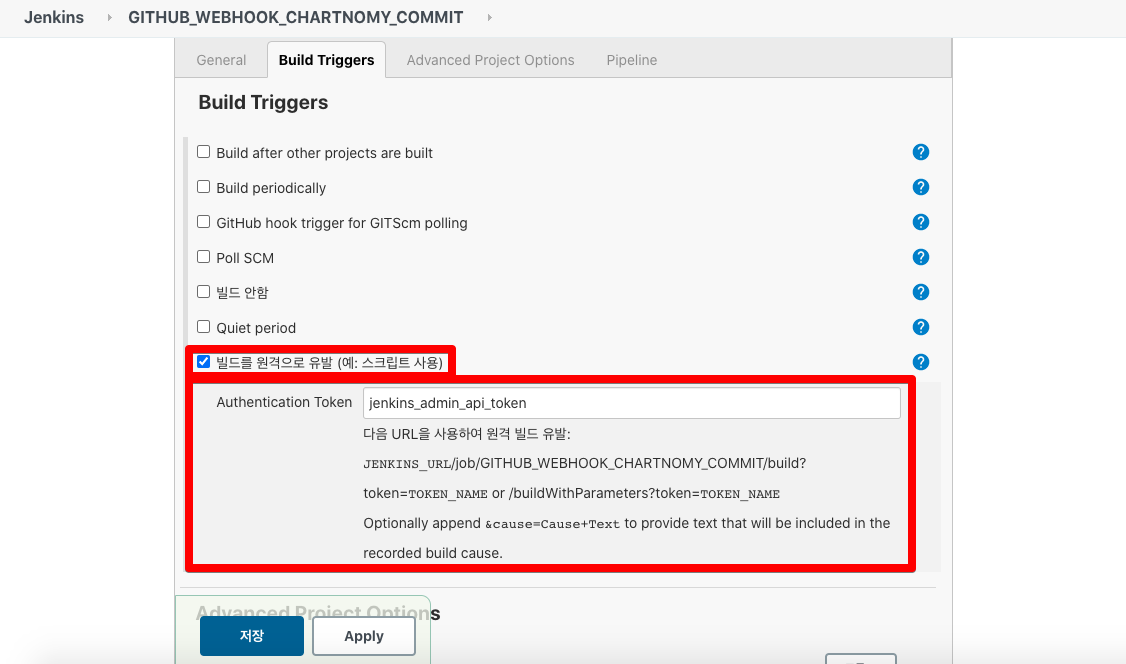 Jenkins GITHUB_WEBHOOK_CHARTNOMY_COMMIT
General Build Triggers Advanced Project Options Pipeline
Build Triggers
Build after other projects are built
Build periodically
GitHub hook trigger for GITScm polling
Poll SCM
빌드 안함
Quiet period
빌드를 원격으로 유발 (예: 스크립트 사용)
Authentication Token jenkins_admin_api_token
다음 URL을 사용하여 원격 빌드 유발:
JENKINS_URL/job/GITHUB_WEBHOOK_CHARTNOMY_COMMIT/build?
token=TOKEN_NAME or /buildWithParameters?token=TOKEN_NAME
Optionally append &cause=Cause+Text to provide text that will be included in the
recorded build cause.
Advanced Project Options
저장 Apply